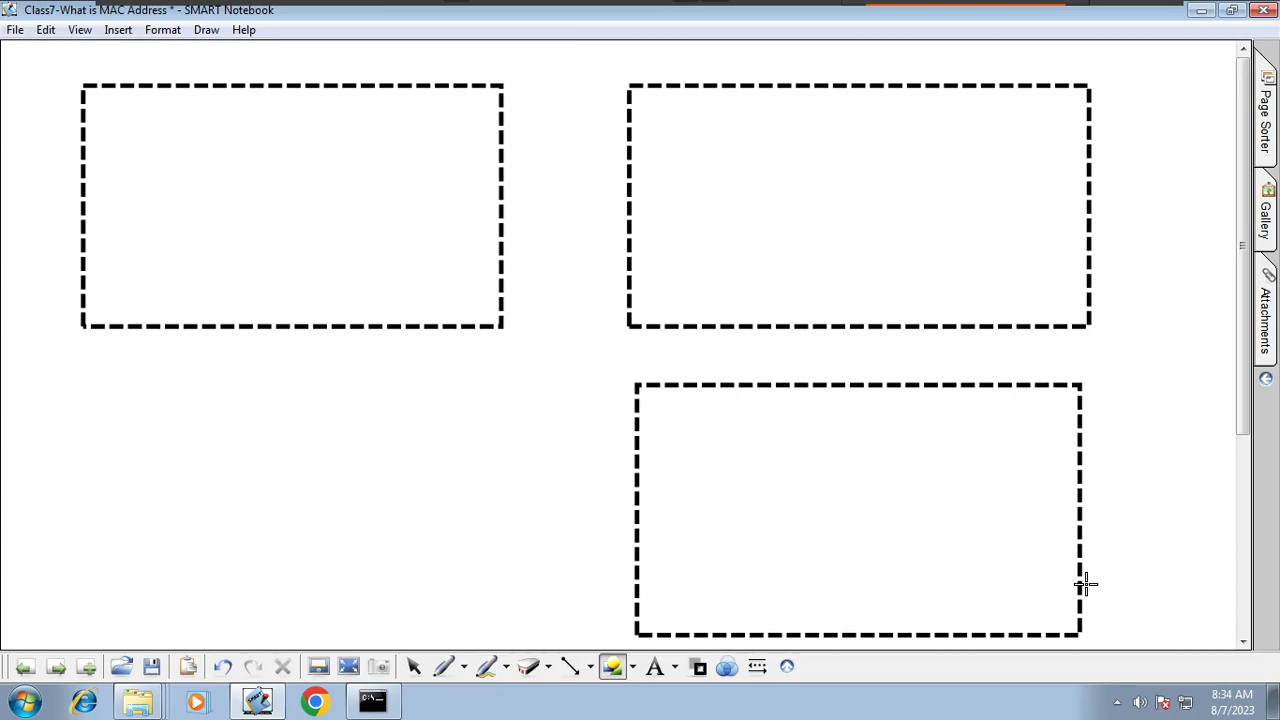 Class7-What is MAC Address * - SMART Notebook
File Edit View Insert Format Draw Help
Page Sorter
Gallery
Attachments
A
C:\.
8:34 AM
8/7/2023